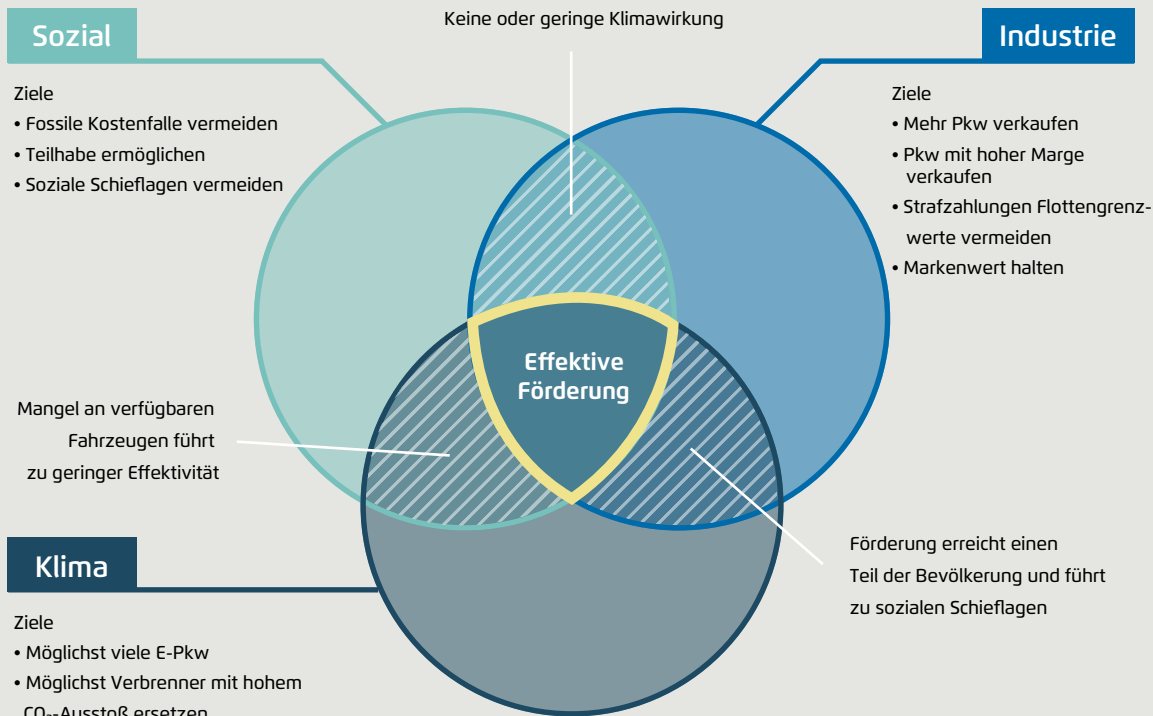 Keine oder geringe Klimawirkung
Sozial
Ziele
• Fossile Kostenfalle vermeiden
• Teilhabe ermöglichen
• Soziale Schieflagen vermeiden
Industrie
Ziele
• Mehr Pkw verkaufen
• Pkw mit hoher Marge
verkaufen
• Strafzahlungen Flottengrenz-
werte vermeiden
• Markenwert halten
Effektive
Förderung
Mangel an verfügbaren
Fahrzeugen führt
zu geringer Effektivität
Förderung erreicht einen
Teil der Bevölkerung und führt
zu sozialen Schieflagen
Klima
Ziele
• Möglichst viele E-Pkw
• Möglichst Verbrenner mit hohem
CO₂-Ausstoß ersetzen